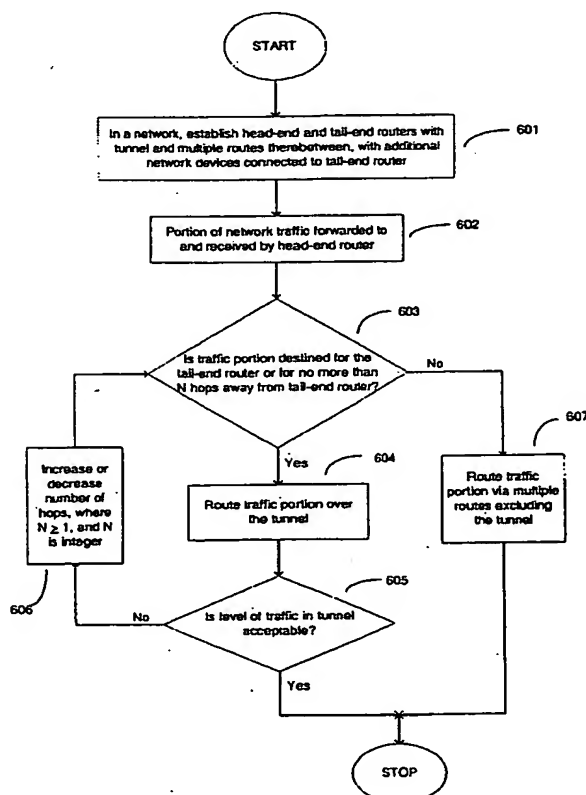 START
In a network, establish head-end and tail-end routers with
tunnel and multiple routes therebetween, with additional
network devices connected to tail-end router
601
Portion of network traffic forwarded to
and received by head-end router
602
603
Is traffic portion destined for the
tail-end router or for no more than
N hops away from tail-end router?
No
607
Yes
604
Increase or
decrease
number of
hops, where
N ≥ 1, and N
is integer
606
Route traffic portion over
the tunnel
Route traffic
portion via multiple
routes excluding
the tunnel
605
Is level of traffic in tunnel
acceptable?
No
Yes
STOP